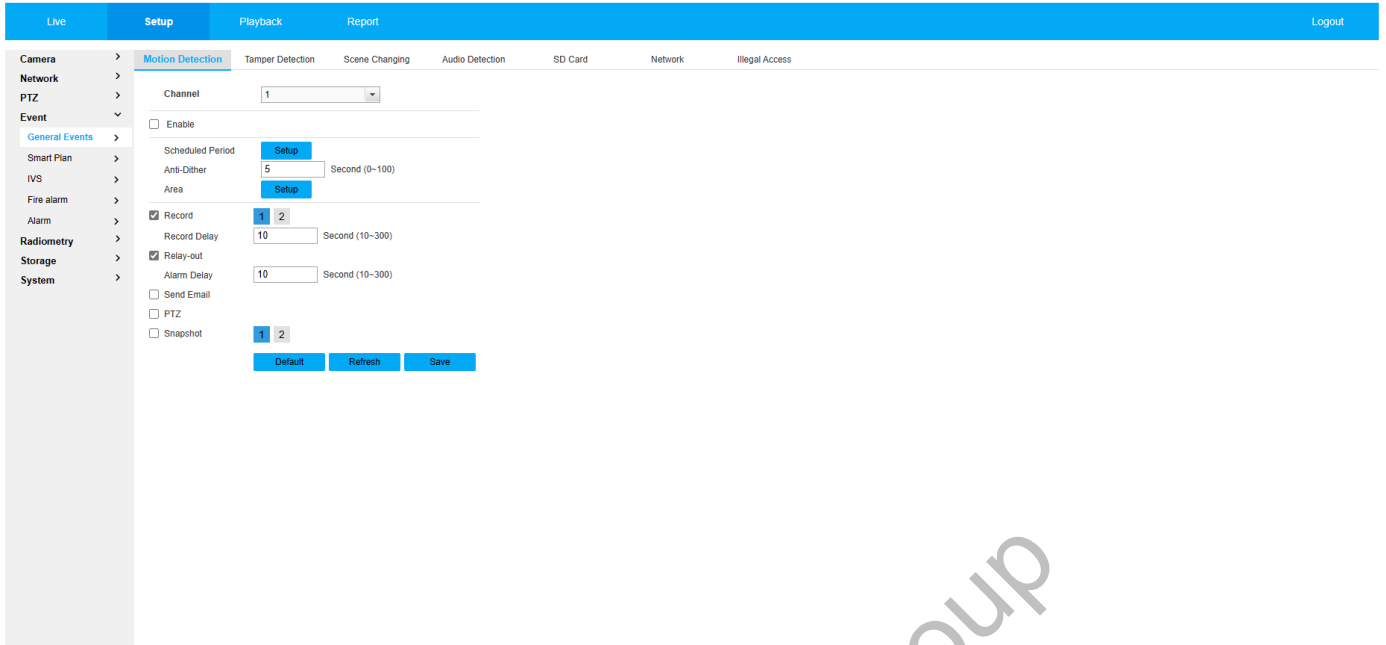 Live Setup Playback Report Logout
Camera
Network
PTZ
Event
General Events
Smart Plan
IVS
Fire alarm
Alarm
Radiometry
Storage
System
Motion Detection Tamper Detection Scene Changing Audio Detection SD Card Network Illegal Access
Channel 1
Enable
Scheduled Period Setup
Anti-Dither 5 Second (0~100)
Area Setup
Record 1 2
Record Delay 10 Second (10~300)
Relay-out
Alarm Delay 10 Second (10~300)
Send Email
PTZ
Snapshot 1 2
Default Refresh Save